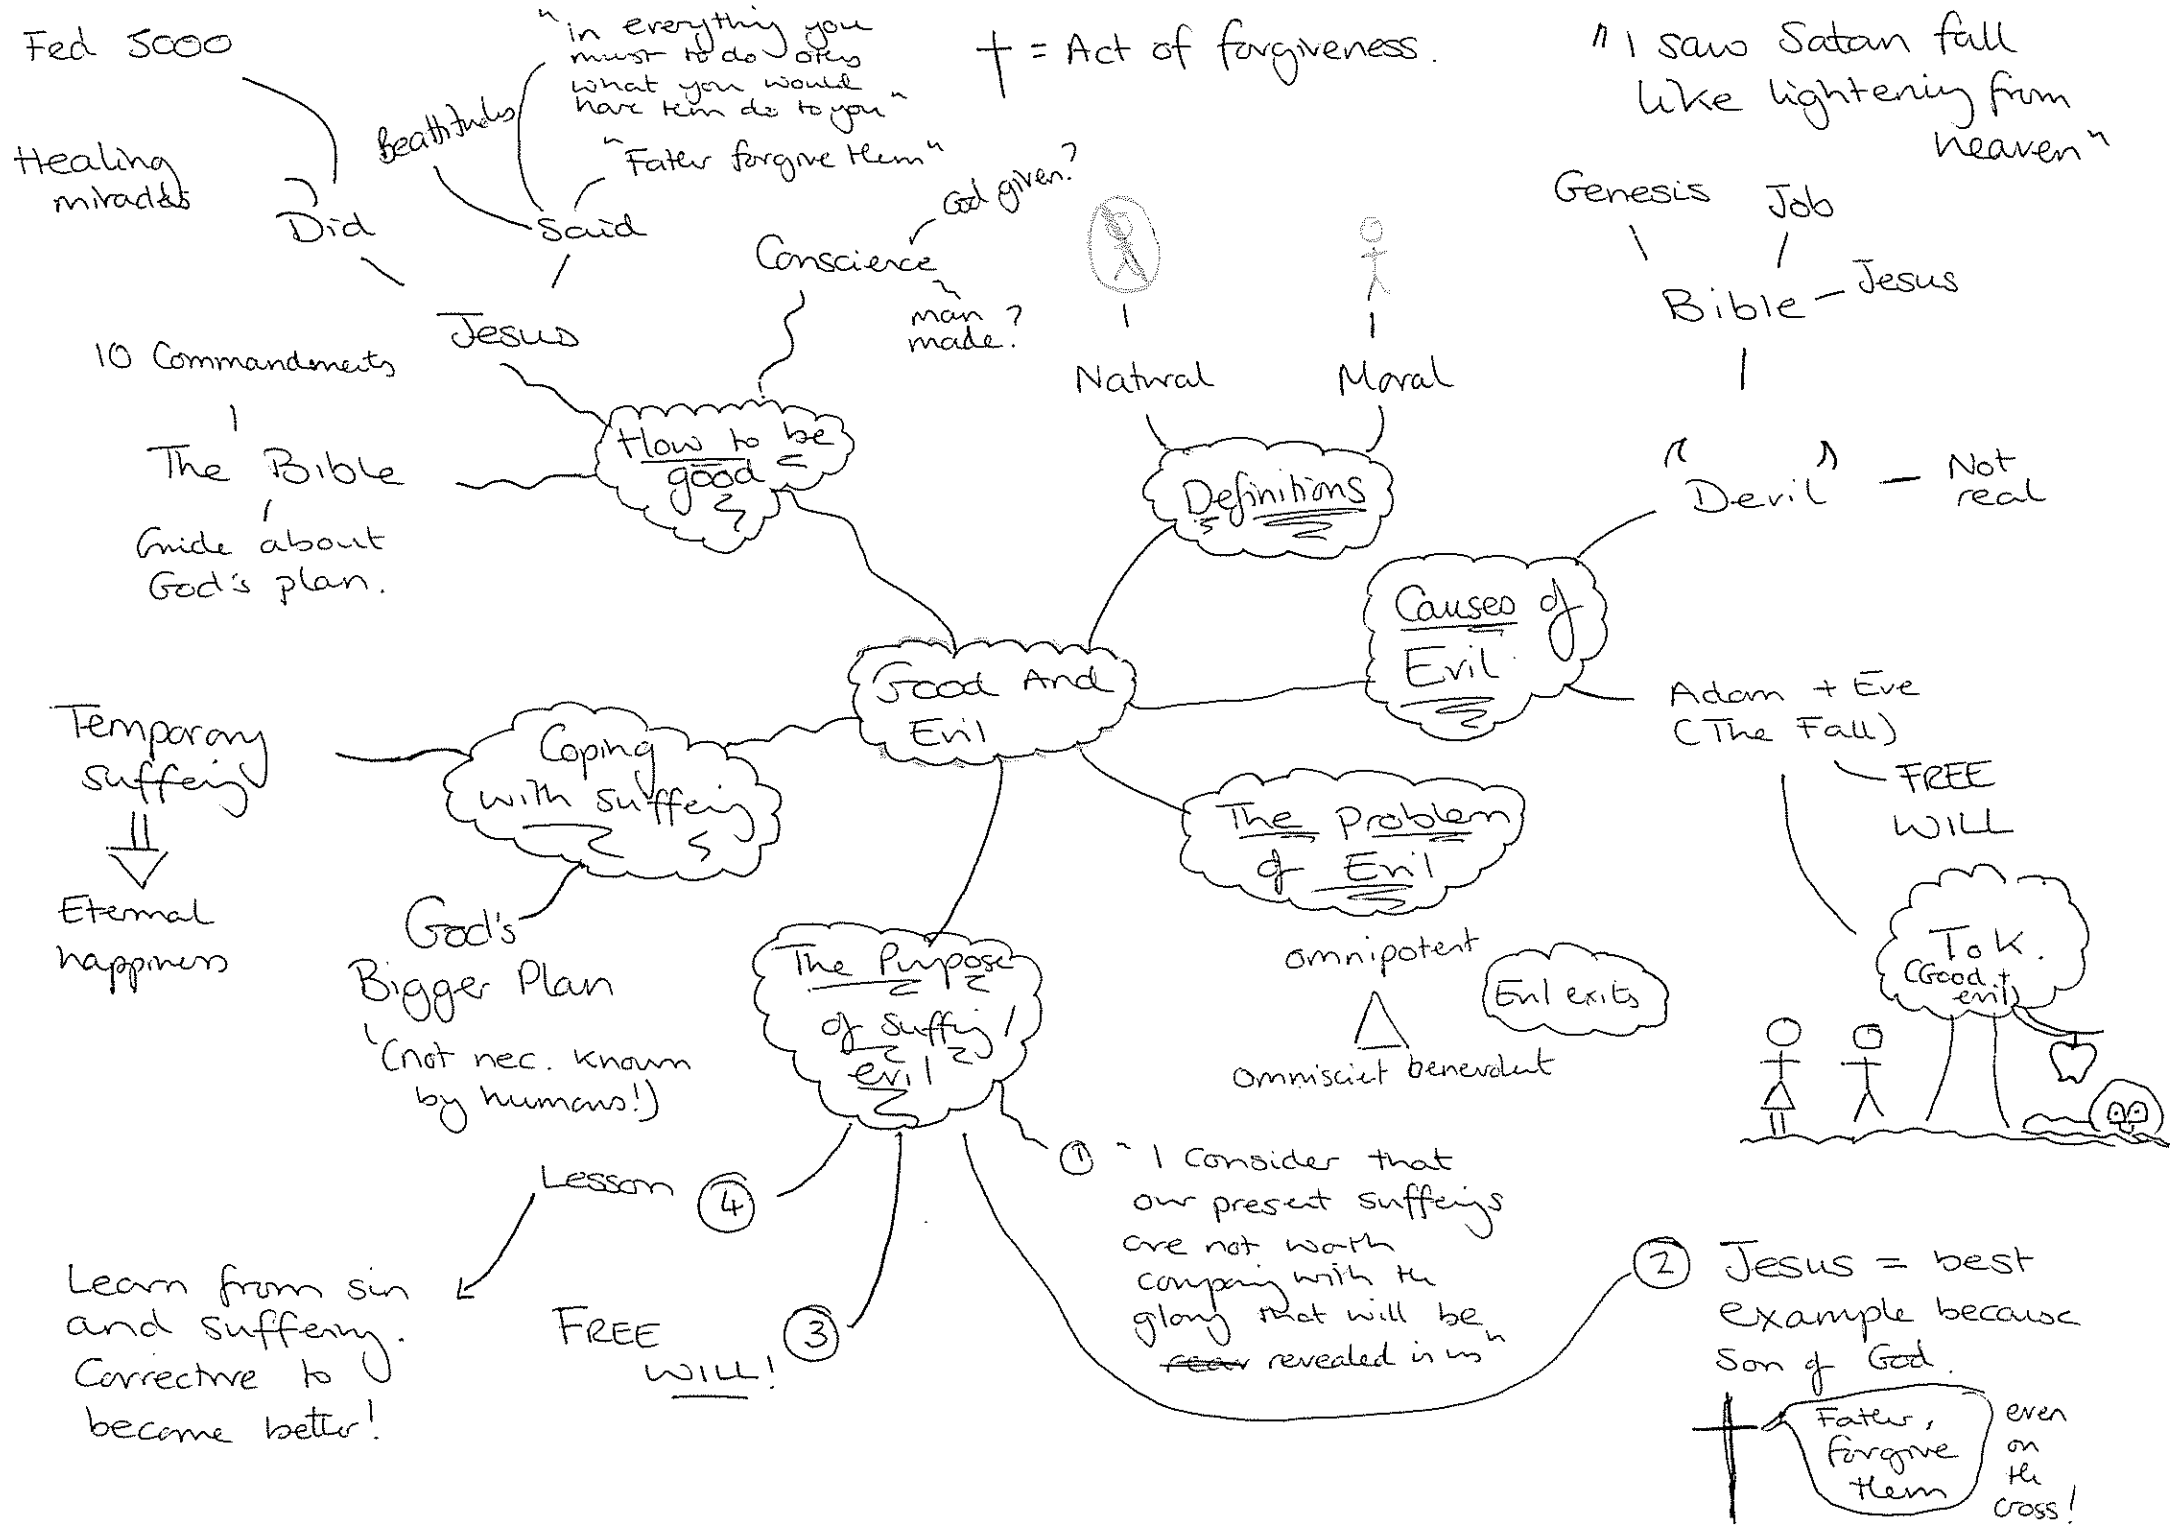 Fed 5000
Healing
miracles
Did
Beattitudes
"in everything you
must to do others
what you would
have them do to you"
"Father forgive them"
Said
Jesus
† = Act of forgiveness.
God given?
Conscience
man
made?
10 Commandments
The Bible
Guide about
God's plan.
How to be
good
Natural
Moral
Definitions
"I saw Satan fall
like lightening from
heaven"
Genesis
Job
Bible - Jesus
"Devil" - Not
real
Causes of
Evil
Adam + Eve
(The Fall)
FREE
WILL
ToK.
(Good +
evil)
Good And
Evil
The Problem
of Evil
omnipotent
Evil exits
omniscient benevolent
Coping
with suffering
Temporary
suffering
Eternal
happiness
God's
Bigger Plan
(not nec. known
by humans!)
The Purpose
of suffering/
evil
1 "I consider that
our present sufferings
are not worth
comparing with the
glory that will be
revealed in us"
2 Jesus = best
example because
son of God.
Father,
forgive
them
even
on
the
cross!
3
FREE
WILL!
4
Lesson
Learn from sin
and suffering.
Corrective to
become better!